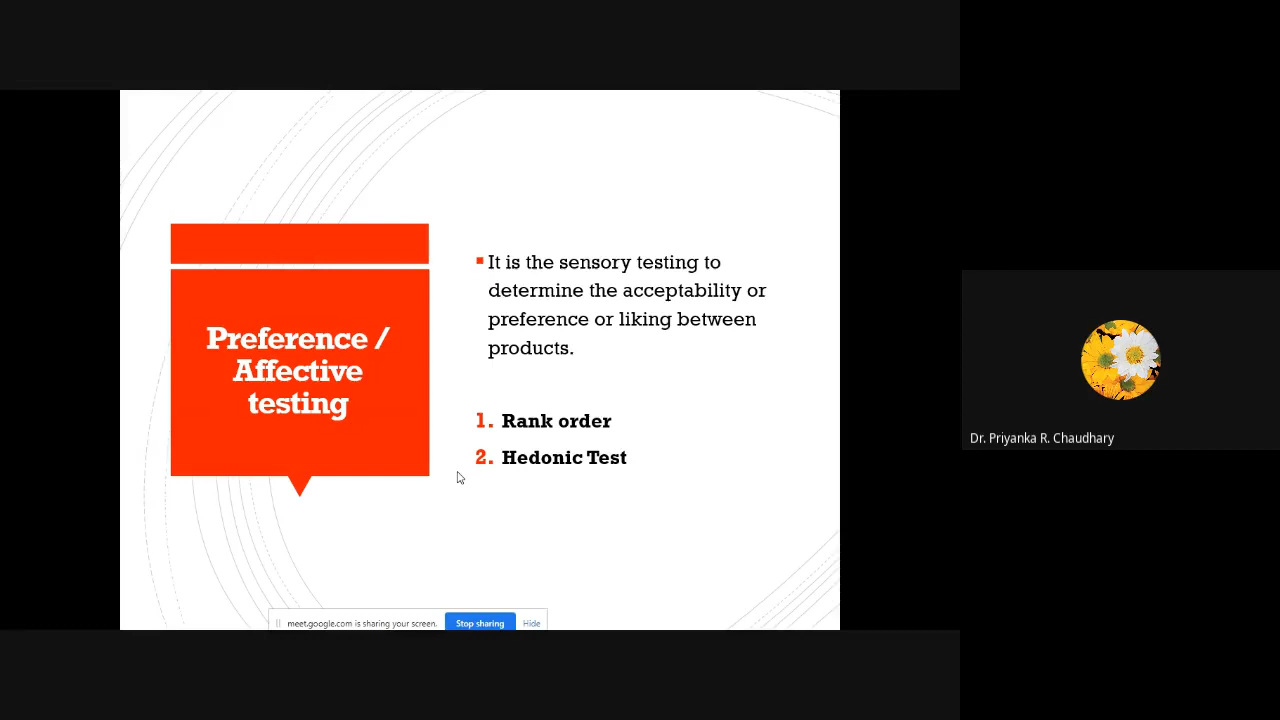 Preference /
Affective
testing
It is the sensory testing to
determine the acceptability or
preference or liking between
products.
1. Rank order
2. Hedonic Test
meet.google.com is sharing your screen. Stop sharing Hide
Dr. Priyanka R. Chaudhary